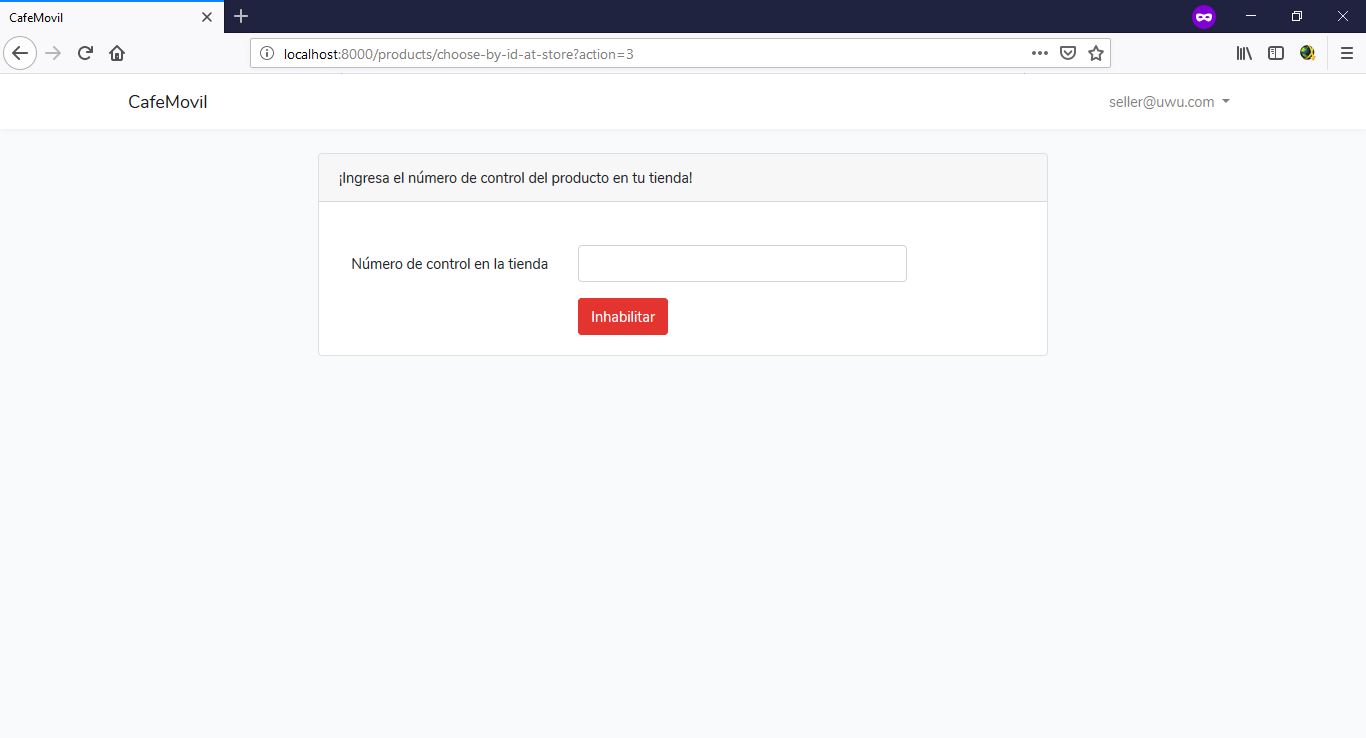 CafeMovil
localhost:8000/products/choose-by-id-at-store?action=3
CafeMovil
seller@uwu.com
¡Ingresa el número de control del producto en tu tienda!
Número de control en la tienda
Inhabilitar